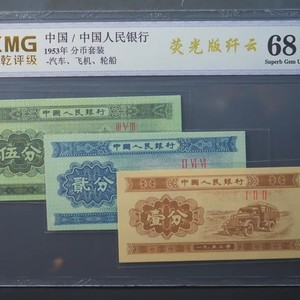 KMG
乾评级
中国 / 中国人民银行
1953年 分币套装
-汽车、飞机、轮船
荧光版纤云
68
Superb Gem U
中国人民银行
伍分
中国人民银行
贰分
中国人民银行
壹分